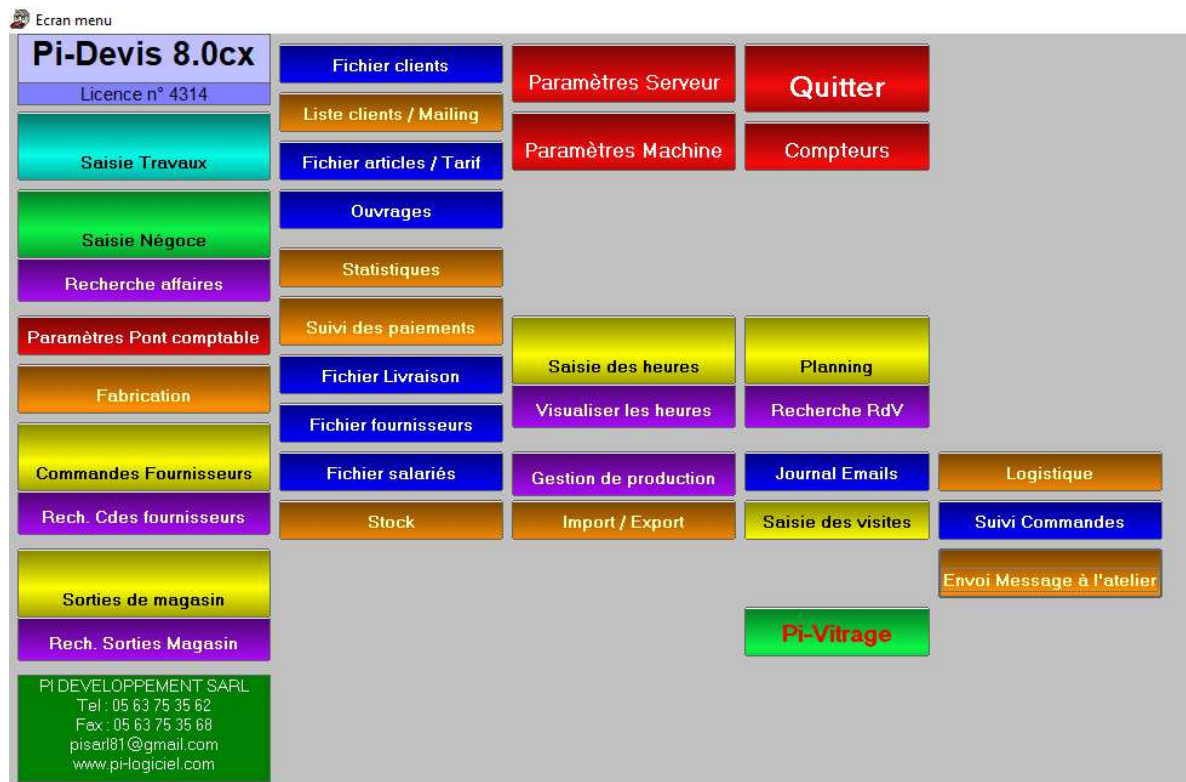 Ecran menu
Pi-Devis 8.0cx
Licence n° 4314
Saisie Travaux
Saisie Négoce
Recherche affaires
Paramètres Pont comptable
Fabrication
Commandes Fournisseurs
Rech. Cdes fournisseurs
Sorties de magasin
Rech. Sorties Magasin
PI DEVELOPPEMENT SARL
Tel : 05 63 75 35 62
Fax : 05 63 75 35 68
pisarl81@gmail.com
www.pi-logiciel.com
Fichier clients
Liste clients / Mailing
Fichier articles / Tarif
Ouvrages
Statistiques
Suivi des paiements
Fichier Livraison
Fichier fournisseurs
Fichier salariés
Stock
Paramètres Serveur
Paramètres Machine
Saisie des heures
Visualiser les heures
Gestion de production
Import / Export
Quitter
Compteurs
Planning
Recherche RdV
Journal Emails
Saisie des visites
Pi-Vitrage
Logistique
Suivi Commandes
Envoi Message à l'atelier